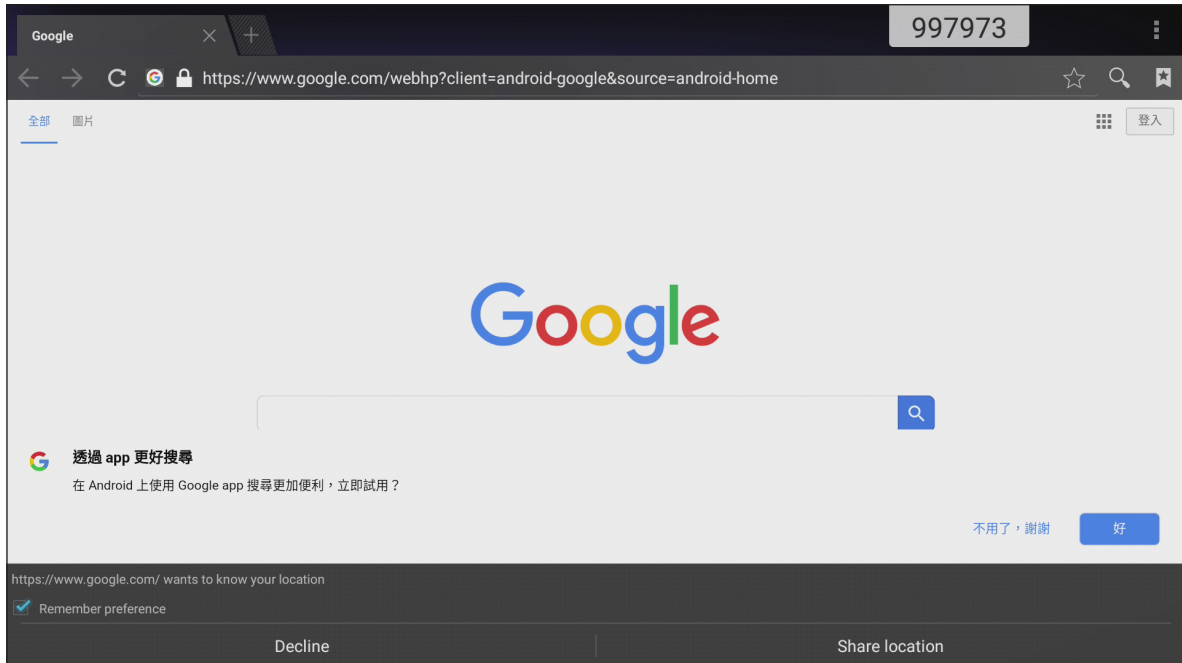 Google
997973
https://www.google.com/webhp?client=android-google&source=android-home
全部 圖片 登入
Google
透過 app 更好搜尋
在 Android 上使用 Google app 搜尋更加便利，立即試用？
不用了，謝謝 好
https://www.google.com/ wants to know your location
Remember preference
Decline Share location